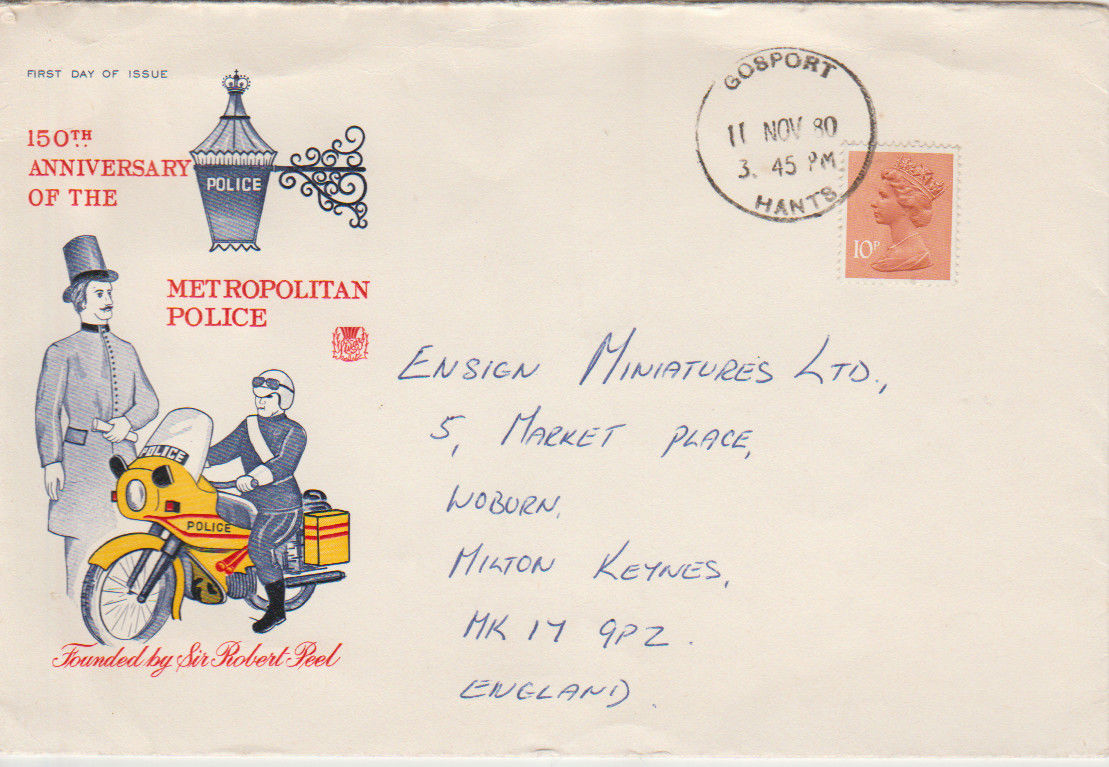 FIRST DAY OF ISSUE
150TH
ANNIVERSARY
OF THE
POLICE
METROPOLITAN
POLICE
POLICE
POLICE
Founded by Sir Robert Peel
GOSPORT
11 NOV 80
3. 45 PM
HANTS
10P
ENSIGN MINIATURES LTD.,
5, MARKET PLACE,
WOBURN,
MILTON KEYNES,
MK 17 9PZ.
ENGLAND.